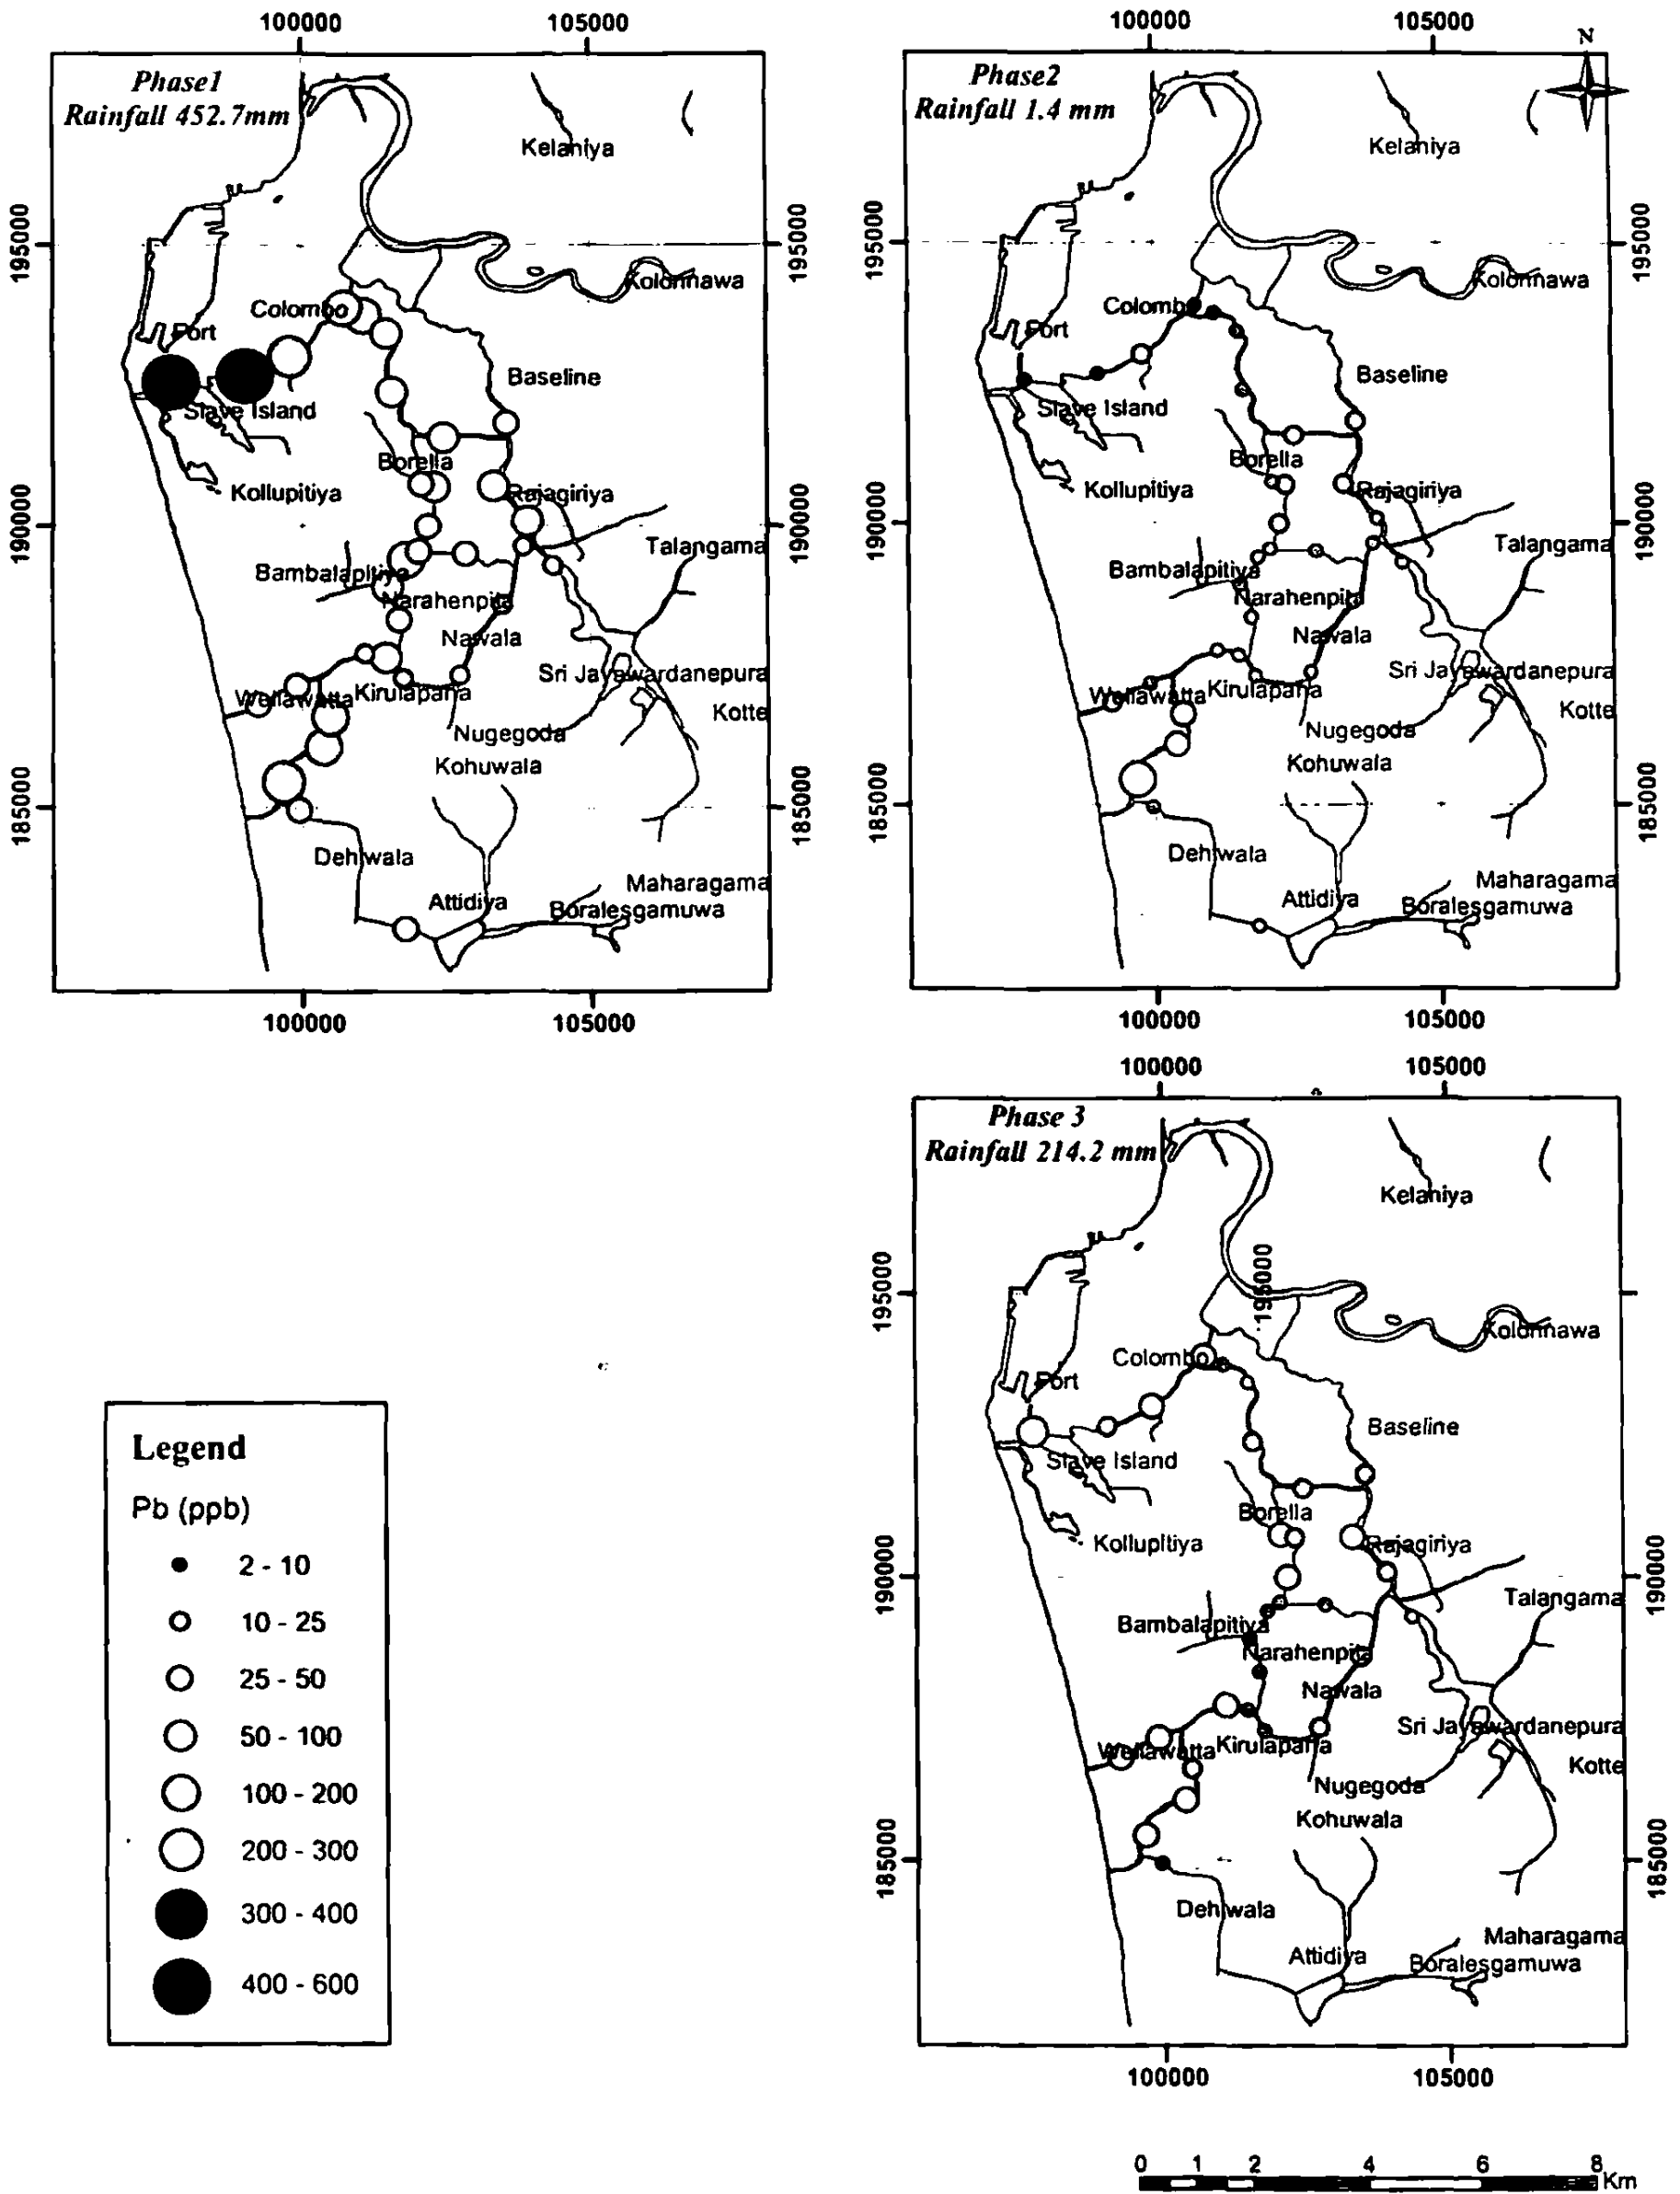 100000 105000
Phase1
Rainfall 452.7mm
195000 195000
190000 190000
185000 185000
Kelaniya
Kolonnawa
Colombo
Fort
Baseline
Slave Island
Borella
Kollupitiya
Rajagiriya
Talangama
Bambalapitiya
Narahenpita
Nawala
Sri Jayawardanepura
Kotte
Wellawatta
Kirulapana
Nugegoda
Kohuwala
Dehiwala
Attidiya
Maharagama
Boralesgamuwa
100000 105000
100000 105000
N
Phase2
Rainfall 1.4 mm
195000 195000
190000 190000
185000 185000
Kelaniya
Kolonnawa
Colombo
Fort
Baseline
Slave Island
Borella
Kollupitiya
Rajagiriya
Talangama
Bambalapitiya
Narahenpita
Nawala
Sri Jayawardanepura
Kotte
Wellawatta
Kirulapana
Nugegoda
Kohuwala
Dehiwala
Attidiya
Maharagama
Boralesgamuwa
100000 105000
100000 105000
Phase 3
Rainfall 214.2 mm
195000 195000
190000 190000
185000 185000
Kelaniya
Kolonnawa
Colombo
Fort
Baseline
Slave Island
Borella
Kollupitiya
Rajagiriya
Talangama
Bambalapitiya
Narahenpita
Nawala
Sri Jayawardanepura
Kotte
Wellawatta
Kirulapana
Nugegoda
Kohuwala
Dehiwala
Attidiya
Maharagama
Boralesgamuwa
100000 105000
Legend
Pb (ppb)
2 - 10
10 - 25
25 - 50
50 - 100
100 - 200
200 - 300
300 - 400
400 - 600
0 1 2 4 6 8
Km